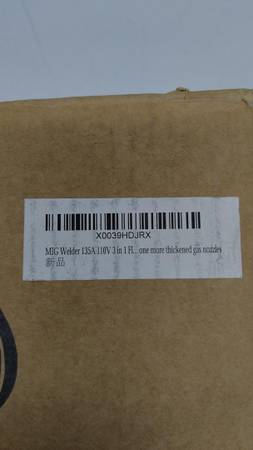 X0039HDJRX
MIG Welder 135A 110V 3 in 1 Fl... one more thickened gas nozzles
新品